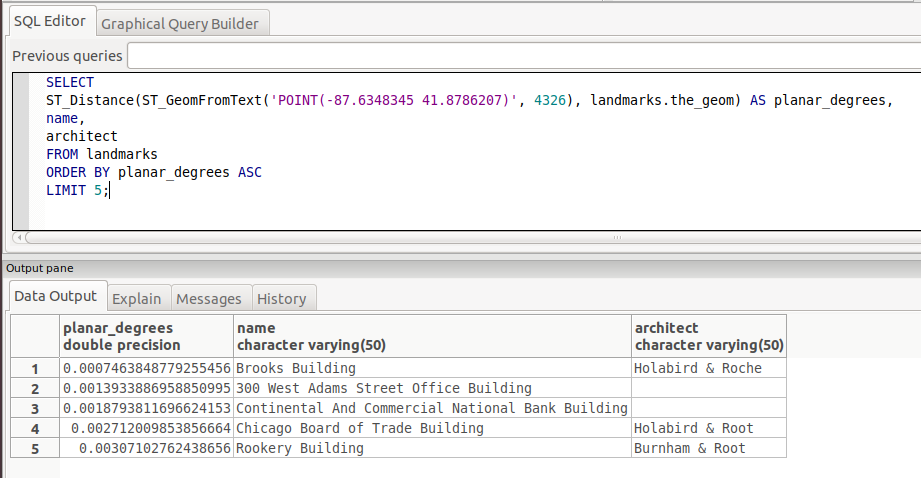 SQL Editor Graphical Query Builder
Previous queries
SELECT
ST_Distance(ST_GeomFromText('POINT(-87.6348345 41.8786207)', 4326), landmarks.the_geom) AS planar_degrees,
name,
architect
FROM landmarks
ORDER BY planar_degrees ASC
LIMIT 5;
Output pane
Data Output Explain Messages History
planar_degrees name architect
double precision character varying(50) character varying(50)
1 0.0007463848779255456 Brooks Building Holabird & Roche
2 0.0013933886958850995 300 West Adams Street Office Building
3 0.0018793811696624153 Continental And Commercial National Bank Building
4 0.002712009853856664 Chicago Board of Trade Building Holabird & Root
5 0.00307102762438656 Rookery Building Burnham & Root